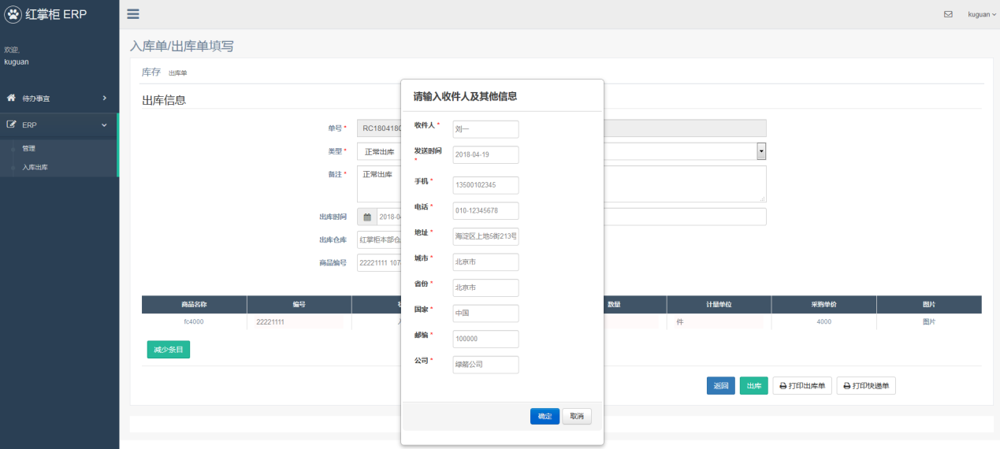 红掌柜 ERP
kuguan
欢迎,
kuguan
待办事宜
ERP
管理
入库出库
入库单/出库单填写
库存 出库单
出库信息
单号 *
RC1804180
类型 *
正常出库
备注 *
正常出库
出库时间
2018-0
出库仓库
红掌柜本部仓
商品编号
22221111 107
请输入收件人及其他信息
收件人 *
刘一
发送时间
*
2018-04-19
手机 *
13500102345
电话 *
010-12345678
地址 *
海淀区上地5街213号
城市 *
北京市
省份 *
北京市
国家 *
中国
邮编 *
100000
公司 *
绿箭公司
确定 取消
商品名称 编号 数量 计量单位 采购单价 图片
fc4000 22221111 件 4000 图片
减少条目
返回 出库 打印出库单 打印快递单